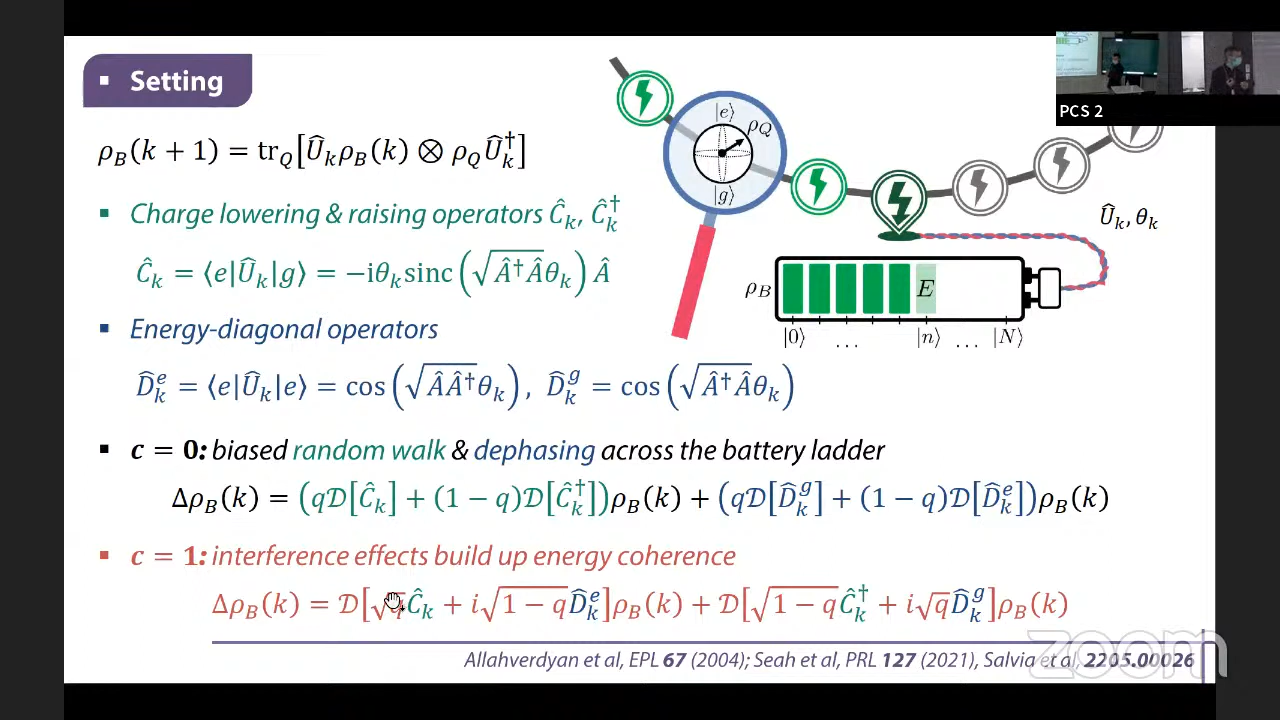 ▪ Setting
PCS 2
ρ_B(k + 1) = tr_Q[Û_k ρ_B(k) ⊗ ρ_Q Û_k^†]
|e⟩
ρ_Q
|g⟩
▪ Charge lowering & raising operators Ĉ_k, Ĉ_k^†
Û_k, θ_k
Ĉ_k = ⟨e|Û_k|g⟩ = −iθ_k sinc(√(†Â)θ_k) Â
ρ_B
E
▪ Energy-diagonal operators
|0⟩ ... |n⟩ ... |N⟩
D̂_k^e = ⟨e|Û_k|e⟩ = cos(√(†)θ_k), D̂_k^g = cos(√(†Â)θ_k)
▪ c = 0: biased random walk & dephasing across the battery ladder
Δρ_B(k) = (q𝒟[Ĉ_k] + (1 − q)𝒟[Ĉ_k^†])ρ_B(k) + (q𝒟[D̂_k^g] + (1 − q)𝒟[D̂_k^e])ρ_B(k)
▪ c = 1: interference effects build up energy coherence
Δρ_B(k) = 𝒟[√q Ĉ_k + i√(1 − q) D̂_k^e]ρ_B(k) + 𝒟[√(1 − q) Ĉ_k^† + i√q D̂_k^g]ρ_B(k)
Allahverdyan et al, EPL 67 (2004); Seah et al, PRL 127 (2021), Salvia et al, 2205.00026
zoom